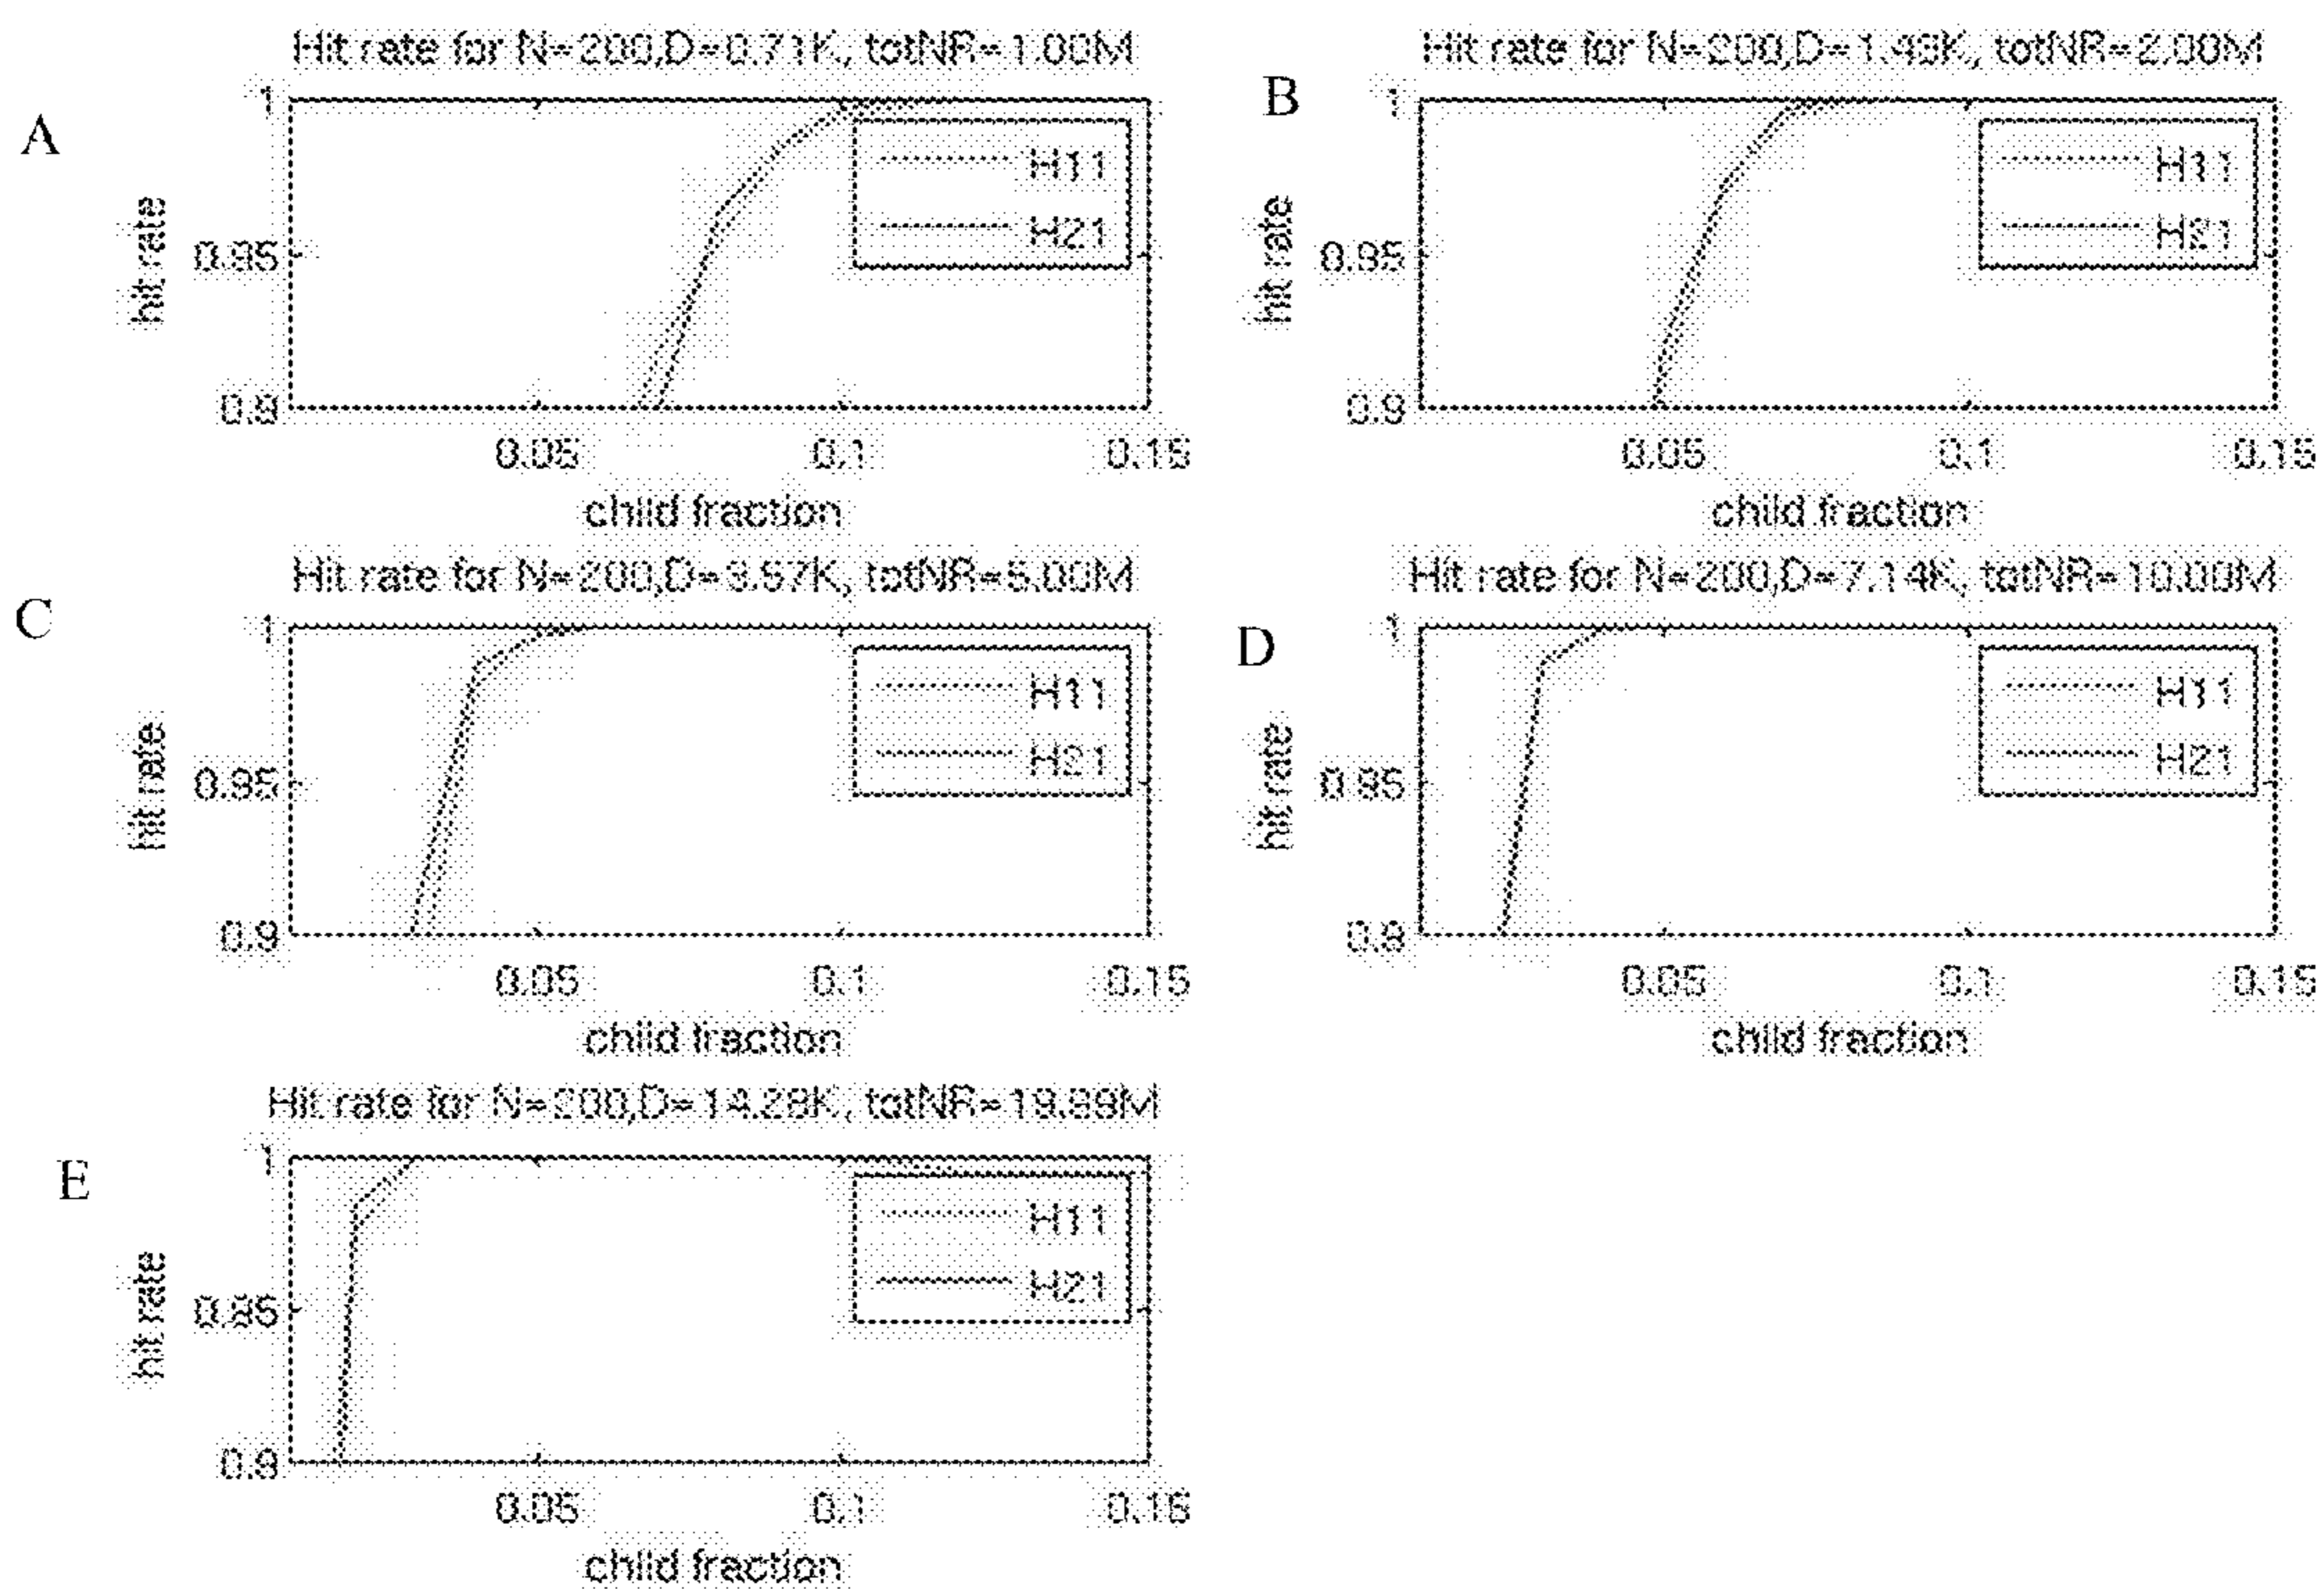 A
Hit rate for N=200,D=0.71K, totNR=1.00M
1
0.95
0.9
hit rate
0.05
0.1
0.15
child fraction
H11
H21
B
Hit rate for N=200,D=1.43K, totNR=2.00M
1
0.95
0.9
hit rate
0.05
0.1
0.15
child fraction
H11
H21
C
Hit rate for N=200,D=3.57K, totNR=5.00M
1
0.95
0.9
hit rate
0.05
0.1
0.15
child fraction
H11
H21
D
Hit rate for N=200,D=7.14K, totNR=10.00M
1
0.95
0.9
hit rate
0.05
0.1
0.15
child fraction
H11
H21
E
Hit rate for N=200,D=14.28K, totNR=19.99M
1
0.95
0.9
hit rate
0.05
0.1
0.15
child fraction
H11
H21